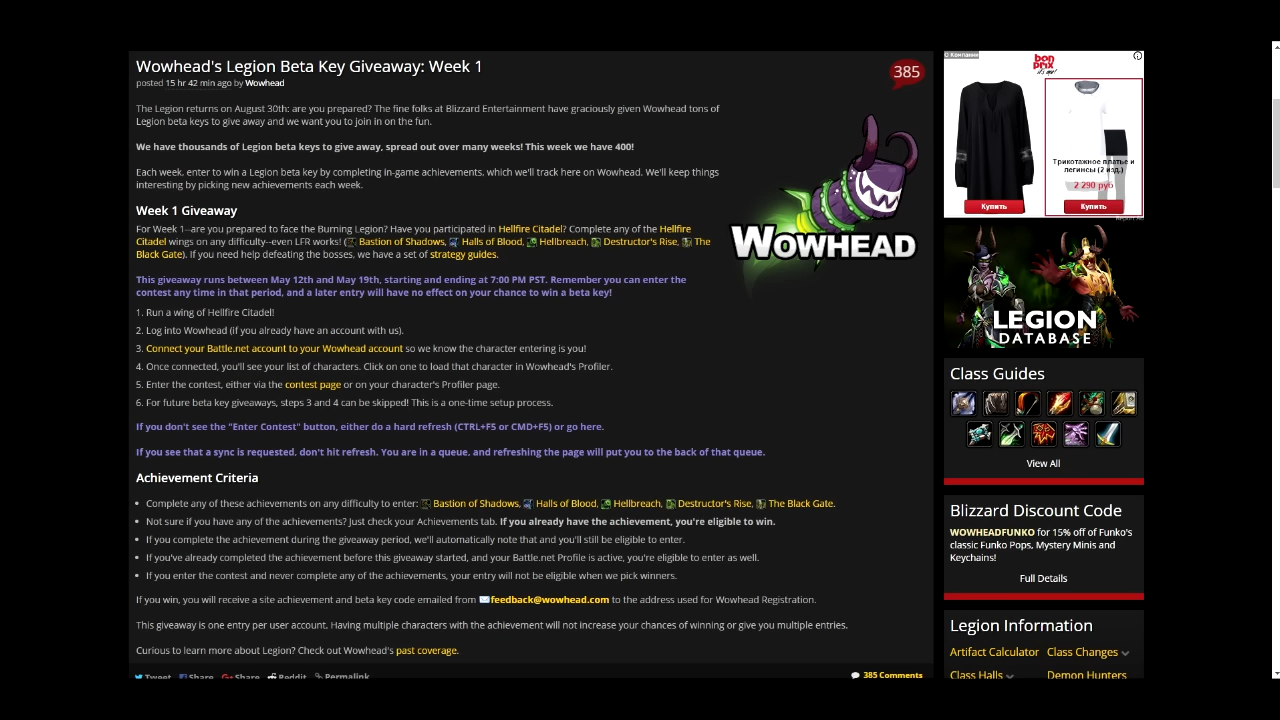 Wowhead's Legion Beta Key Giveaway: Week 1
posted 15 hr 42 min ago by Wowhead
385
The Legion returns on August 30th: are you prepared? The fine folks at Blizzard Entertainment have graciously given Wowhead tons of
Legion beta keys to give away and we want you to join in on the fun.
We have thousands of Legion beta keys to give away, spread out over many weeks! This week we have 400!
Each week, enter to win a Legion beta key by completing in-game achievements, which we'll track here on Wowhead. We'll keep things
interesting by picking new achievements each week.
Week 1 Giveaway
For Week 1--are you prepared to face the Burning Legion? Have you participated in Hellfire Citadel? Complete any of the Hellfire
Citadel wings on any difficulty--even LFR works! ( Bastion of Shadows, Halls of Blood, Hellbreach, Destructor's Rise, The
Black Gate). If you need help defeating the bosses, we have a set of strategy guides.
This giveaway runs between May 12th and May 19th, starting and ending at 7:00 PM PST. Remember you can enter the
contest any time in that period, and a later entry will have no effect on your chance to win a beta key!
1. Run a wing of Hellfire Citadel!
2. Log into Wowhead (if you already have an account with us).
3. Connect your Battle.net account to your Wowhead account so we know the character entering is you!
4. Once connected, you'll see your list of characters. Click on one to load that character in Wowhead's Profiler.
5. Enter the contest, either via the contest page or on your character's Profiler page.
6. For future beta key giveaways, steps 3 and 4 can be skipped! This is a one-time setup process.
If you don't see the "Enter Contest" button, either do a hard refresh (CTRL+F5 or CMD+F5) or go here.
If you see that a sync is requested, don't hit refresh. You are in a queue, and refreshing the page will put you to the back of that queue.
Achievement Criteria
• Complete any of these achievements on any difficulty to enter: Bastion of Shadows, Halls of Blood, Hellbreach, Destructor's Rise, The Black Gate.
• Not sure if you have any of the achievements? Just check your Achievements tab. If you already have the achievement, you're eligible to win.
• If you complete the achievement during the giveaway period, we'll automatically note that and you'll still be eligible to enter.
• If you've already completed the achievement before this giveaway started, and your Battle.net Profile is active, you're eligible to enter as well.
• If you enter the contest and never complete any of the achievements, your entry will not be eligible when we pick winners.
If you win, you will receive a site achievement and beta key code emailed from feedback@wowhead.com to the address used for Wowhead Registration.
This giveaway is one entry per user account. Having multiple characters with the achievement will not increase your chances of winning or give you multiple entries.
Curious to learn more about Legion? Check out Wowhead's past coverage.
Tweet Share Share Reddit Permalink
385 Comments
WOWHEAD
bon
prix
it's me!
Трикотажное платье и
легинсы (2 изд.)
2 290 руб
Купить
Купить
LEGION
DATABASE
Class Guides
View All
Blizzard Discount Code
WOWHEADFUNKO for 15% off of Funko's
classic Funko Pops, Mystery Minis and
Keychains!
Full Details
Legion Information
Artifact Calculator Class Changes
Class Halls Demon Hunters